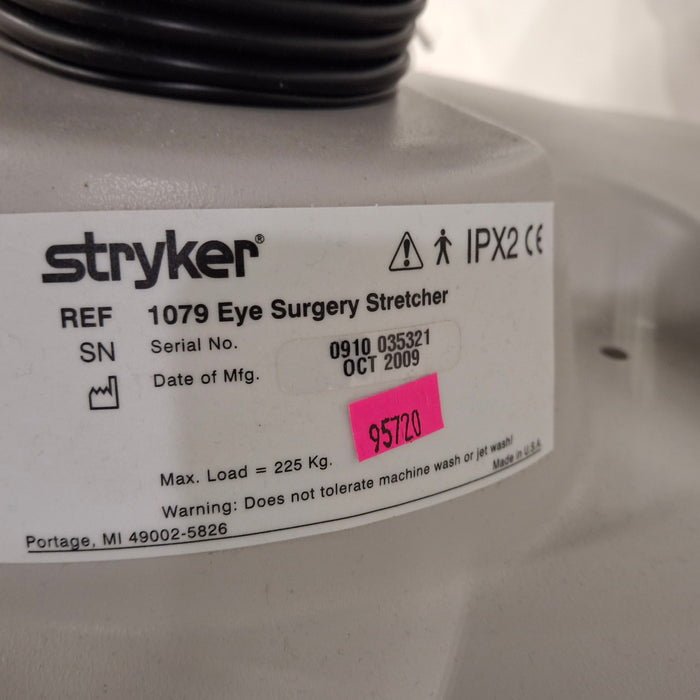 stryker®
IPX2 CE
REF 1079 Eye Surgery Stretcher
SN Serial No. 0910 035321
Date of Mfg. OCT 2009
95720
Max. Load = 225 Kg.
Warning: Does not tolerate machine wash or jet wash!
Portage, MI 49002-5826 Made in U.S.A.